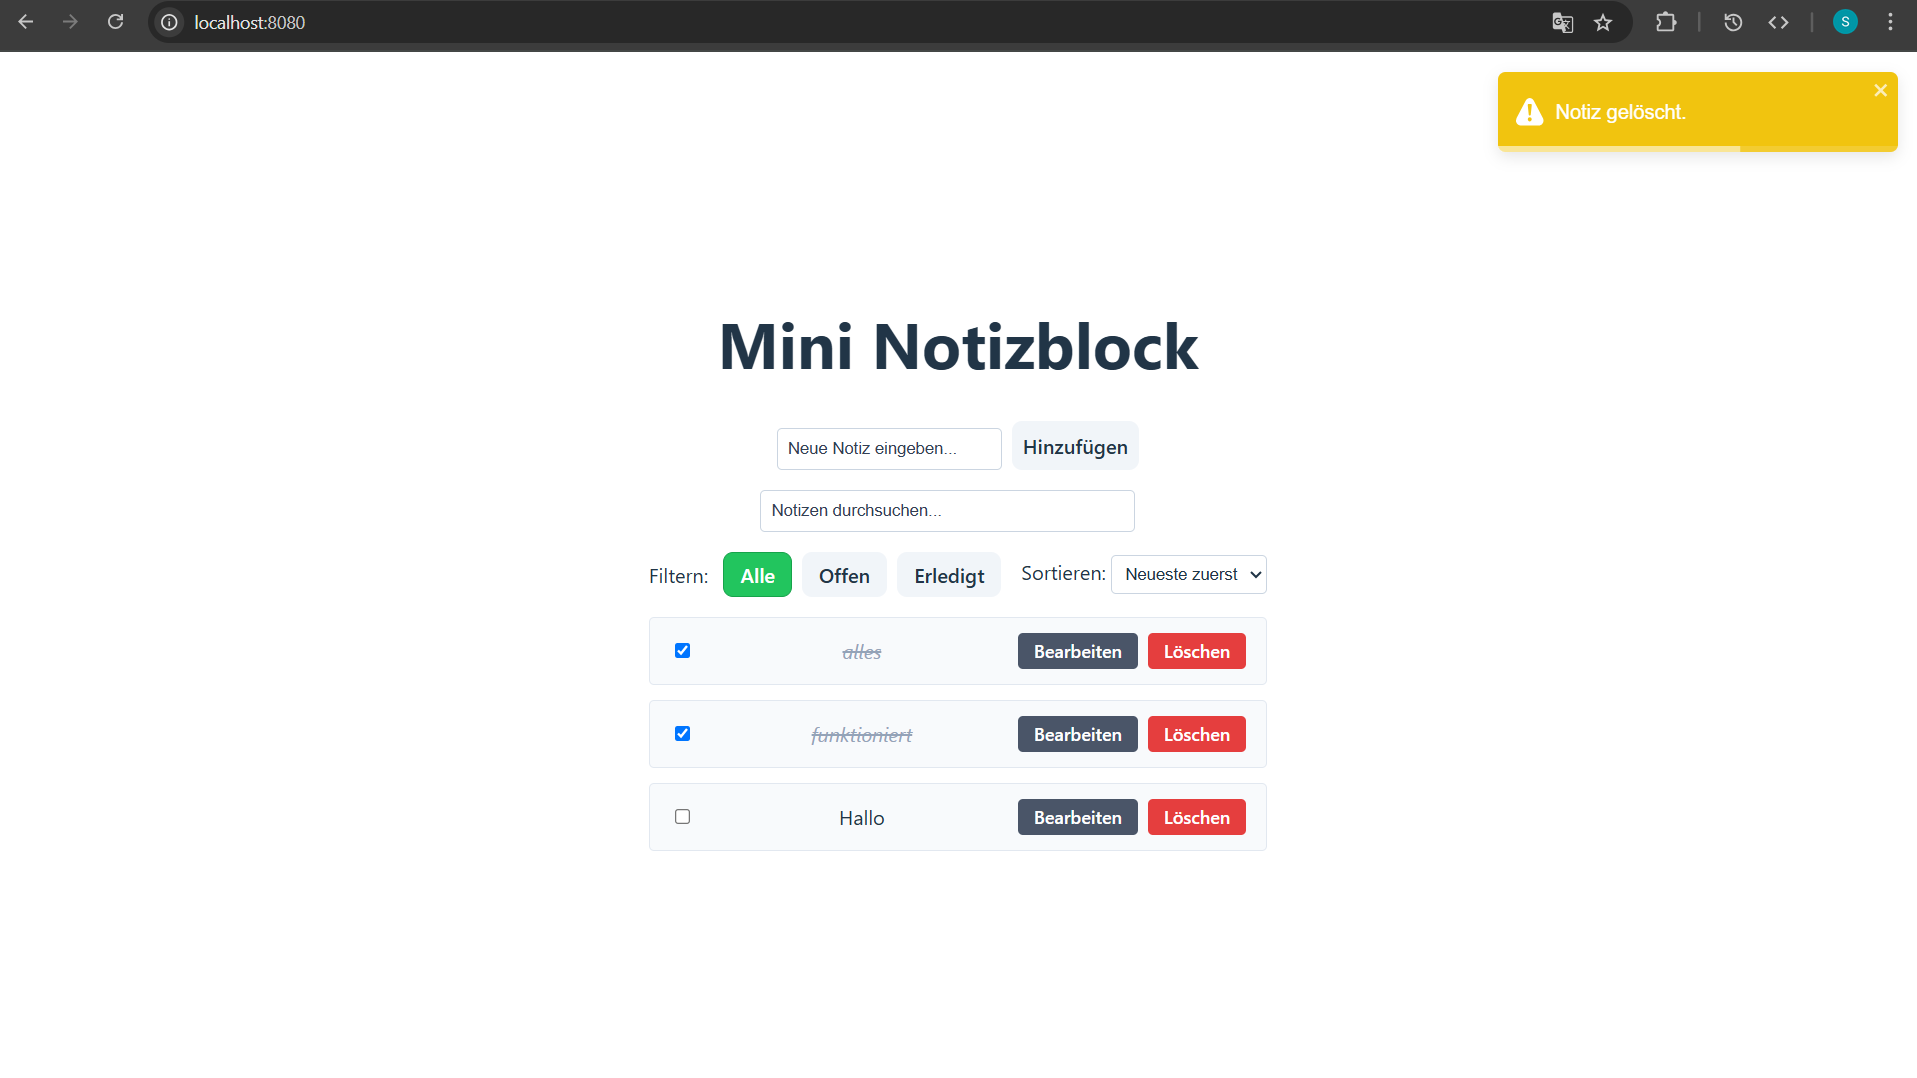 localhost:8080
S
Notiz gelöscht.
Mini Notizblock
Neue Notiz eingeben... Hinzufügen
Notizen durchsuchen...
Filtern: Alle Offen Erledigt Sortieren: Neueste zuerst
alles Bearbeiten Löschen
funktioniert Bearbeiten Löschen
Hallo Bearbeiten Löschen